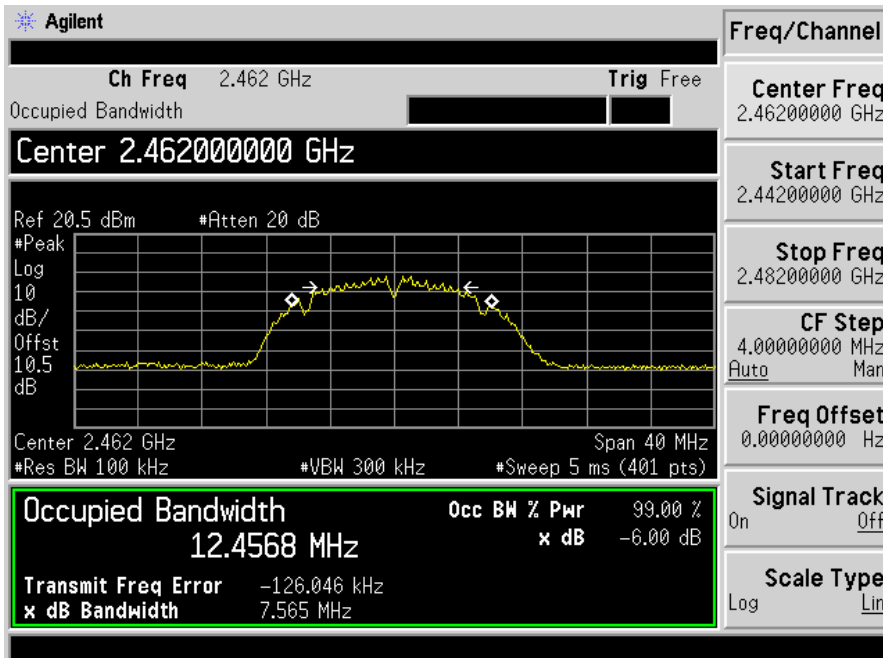 Agilent
Freq/Channel
Ch Freq 2.462 GHz Trig Free
Occupied Bandwidth
Center 2.462000000 GHz
Ref 20.5 dBm #Atten 20 dB
#Peak
Log
10
dB/
Offst
10.5
dB
Center 2.462 GHz Span 40 MHz
#Res BW 100 kHz #VBW 300 kHz #Sweep 5 ms (401 pts)
Occupied Bandwidth
12.4568 MHz
Occ BW % Pwr 99.00 %
x dB -6.00 dB
Transmit Freq Error -126.046 kHz
x dB Bandwidth 7.565 MHz
Center Freq
2.46200000 GHz
Start Freq
2.44200000 GHz
Stop Freq
2.48200000 GHz
CF Step
4.00000000 MHz
Auto Man
Freq Offset
0.00000000 Hz
Signal Track
On Off
Scale Type
Log Lin